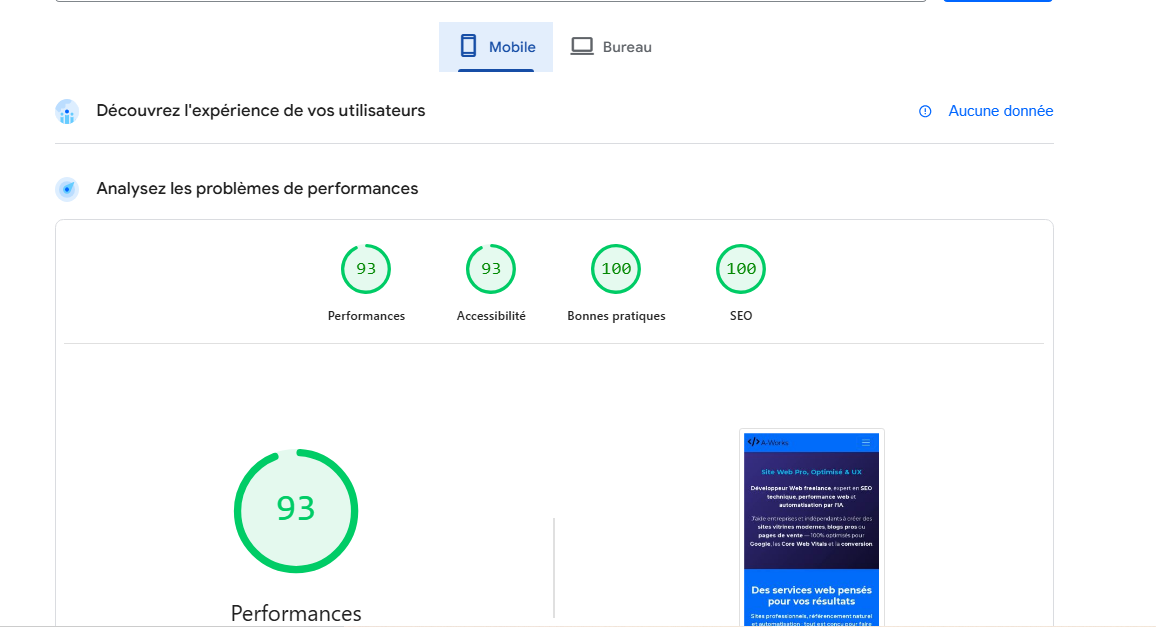 Mobile
Bureau
Découvrez l'expérience de vos utilisateurs
Aucune donnée
Analysez les problèmes de performances
93
93
100
100
Performances
Accessibilité
Bonnes pratiques
SEO
93
Performances
</> A-Works
Site Web Pro, Optimisé & UX
Développeur Web freelance, expert en SEO
technique, performance web et
automatisation par l'IA.
J'aide entreprises et indépendants à créer des
sites vitrines modernes, blogs pros ou
pages de vente — 100% optimisés pour
Google, les Core Web Vitals et la conversion.
Des services web pensés
pour vos résultats
Sites professionnels, référencement naturel
et automatisation : tout est conçu pour faire